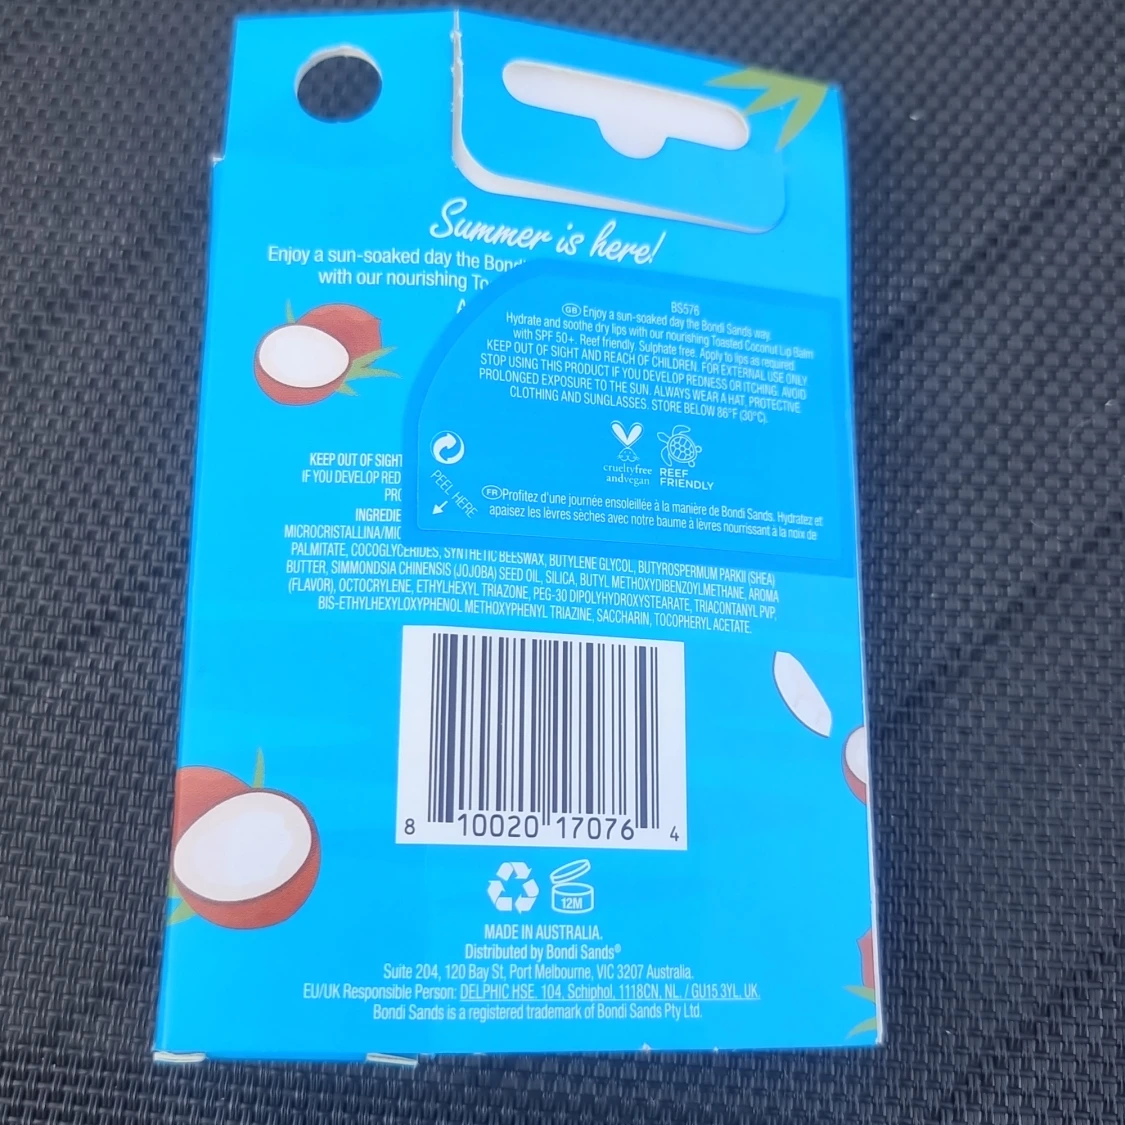 Summer is here!
Enjoy a sun-soaked day the Bondi
with our nourishing To
BS576
GB Enjoy a sun-soaked day the Bondi Sands way.
Hydrate and soothe dry lips with our nourishing Toasted Coconut Lip Balm
with SPF 50+. Reef friendly. Sulphate free. Apply to lips as required.
KEEP OUT OF SIGHT AND REACH OF CHILDREN. FOR EXTERNAL USE ONLY.
STOP USING THIS PRODUCT IF YOU DEVELOP REDNESS OR ITCHING. AVOID
PROLONGED EXPOSURE TO THE SUN. ALWAYS WEAR A HAT, PROTECTIVE
CLOTHING AND SUNGLASSES. STORE BELOW 86°F (30°C).
crueltyfree
andvegan
REEF
FRIENDLY
PEEL HERE
FR Profitez d'une journée ensoleillée à la manière de Bondi Sands. Hydratez et
apaisez les lèvres sèches avec notre baume à lèvres nourrissant à la noix de
KEEP OUT OF SIGHT
IF YOU DEVELOP RED
PRO
INGREDIE
MICROCRISTALLINA/MIC
PALMITATE, COCOGLYCERIDES, SYNTHETIC BEESWAX, BUTYLENE GLYCOL, BUTYROSPERMUM PARKII (SHEA)
BUTTER, SIMMONDSIA CHINENSIS (JOJOBA) SEED OIL, SILICA, BUTYL METHOXYDIBENZOYLMETHANE, AROMA
(FLAVOR), OCTOCRYLENE, ETHYLHEXYL TRIAZONE, PEG-30 DIPOLYHYDROXYSTEARATE, TRIACONTANYL PVP,
BIS-ETHYLHEXYLOXYPHENOL METHOXYPHENYL TRIAZINE, SACCHARIN, TOCOPHERYL ACETATE.
8 10020 17076 4
12M
MADE IN AUSTRALIA.
Distributed by Bondi Sands®
Suite 204, 120 Bay St, Port Melbourne, VIC 3207 Australia.
EU/UK Responsible Person: DELPHIC HSE. 104, Schiphol, 1118CN, NL. / GU15 3YL, UK.
Bondi Sands is a registered trademark of Bondi Sands Pty Ltd.